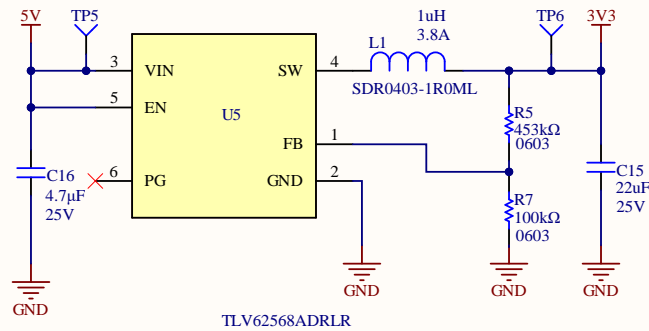 5V
TP5
1uH
3.8A
TP6
3V3
L1
3 VIN
SW 4
SDR0403-1R0ML
5 EN
U5
R5
453kΩ
0603
FB 1
C16
4.7µF
25V
6 PG
GND 2
C15
22uF
25V
R7
100kΩ
0603
GND
GND
GND
GND
TLV62568ADRLR